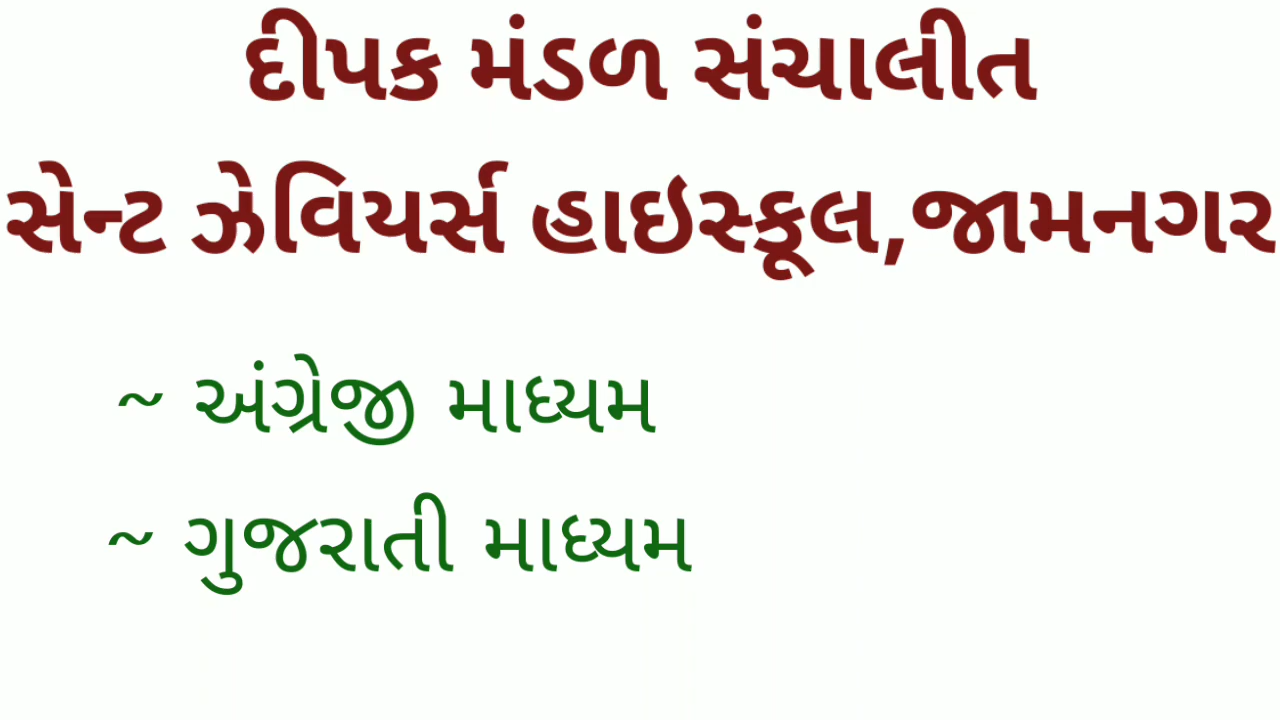 દીપક મંડળ સંચાલીત
સેન્ટ ઝેવિયર્સ હાઇસ્કૂલ,જામનગર
~ અંગ્રેજી માધ્યમ
~ ગુજરાતી માધ્યમ